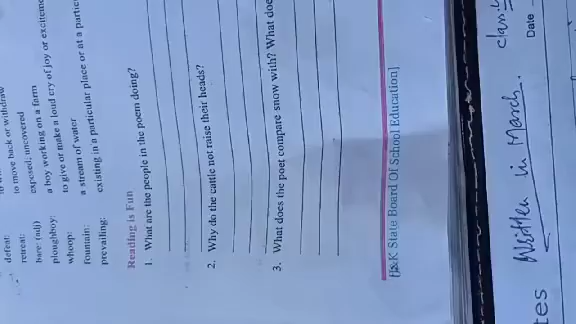 defeat:
to move back or withdraw
retreat:
exposed, uncovered
bare (adj)
a boy working on a farm
ploughboy:
to give or make a loud cry of joy or exciteme
whoop:
a stream of water
fountain:
existing in a particular place or at a particu
prevailing:
Reading is Fun
1. What are the people in the poem doing?
2. Why do the cattle not raise their heads?
3. What does the poet compare snow with? What doe
J&K State Board Of School Education]
Written in March.
Date
tes